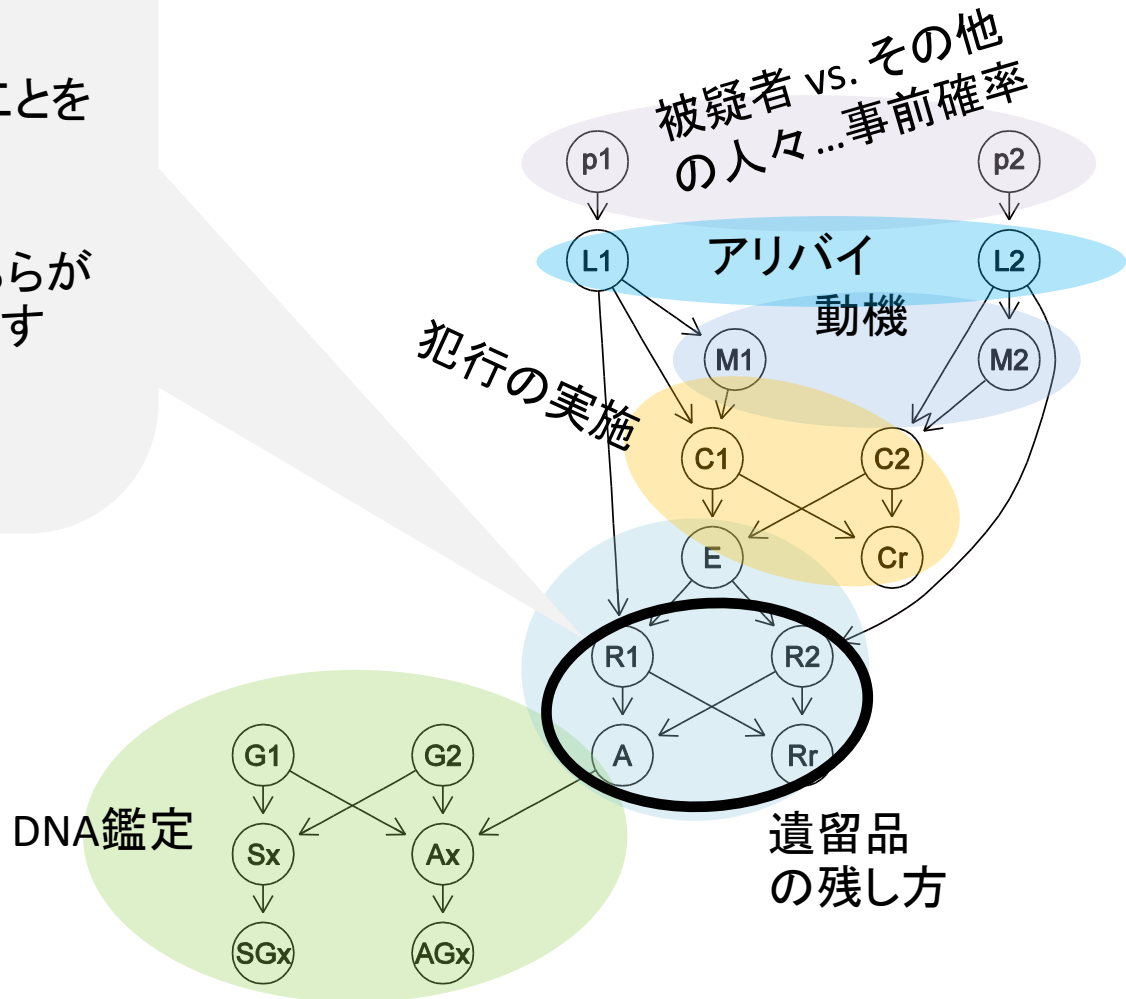 ことを
らが
す
被疑者 vs. その他
の人々…事前確率
p1
p2
L1
アリバイ
L2
動機
M1
M2
犯行の実施
C1
C2
E
Cr
R1
R2
G1
G2
A
Rr
DNA鑑定
Sx
Ax
遺留品
の残し方
SGx
AGx